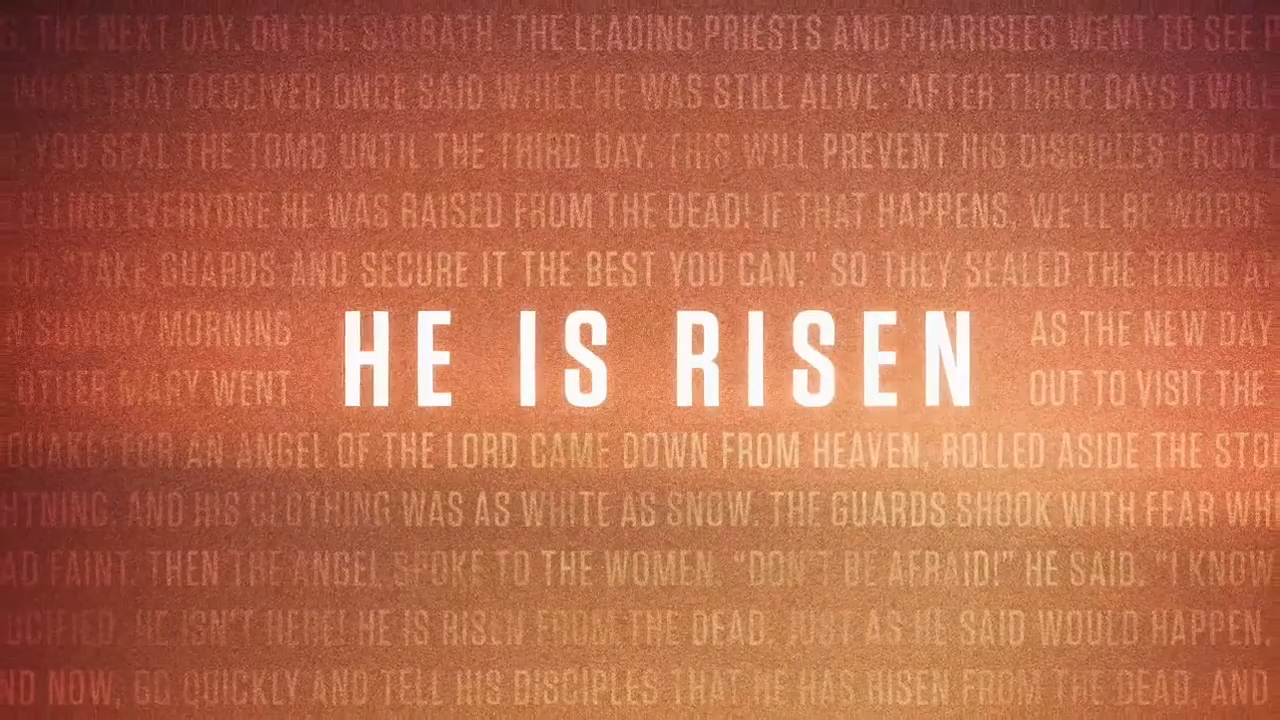 THE NEXT DAY, ON THE SABBATH, THE LEADING PRIESTS AND PHARISEES WENT TO SEE
WHAT THAT DECEIVER ONCE SAID WHILE HE WAS STILL ALIVE: ‘AFTER THREE DAYS I WILL
YOU SEAL THE TOMB UNTIL THE THIRD DAY. THIS WILL PREVENT HIS DISCIPLES FROM
ELLING EVERYONE HE WAS RAISED FROM THE DEAD! IF THAT HAPPENS, WE'LL BE WORSE
“TAKE GUARDS AND SECURE IT THE BEST YOU CAN.” SO THEY SEALED THE TOMB A
N SUNDAY MORNING AS THE NEW DAY
HE IS RISEN
OTHER MARY WENT OUT TO VISIT THE
QUAKE! FOR AN ANGEL OF THE LORD CAME DOWN FROM HEAVEN, ROLLED ASIDE THE STO
HTNING, AND HIS CLOTHING WAS AS WHITE AS SNOW. THE GUARDS SHOOK WITH FEAR WH
AD FAINT. THEN THE ANGEL SPOKE TO THE WOMEN. “DON'T BE AFRAID!” HE SAID. “I KNOW
UCIFIED. HE ISN'T HERE! HE IS RISEN FROM THE DEAD, JUST AS HE SAID WOULD HAPPEN.
ND NOW, GO QUICKLY AND TELL HIS DISCIPLES THAT HE HAS RISEN FROM THE DEAD, AND